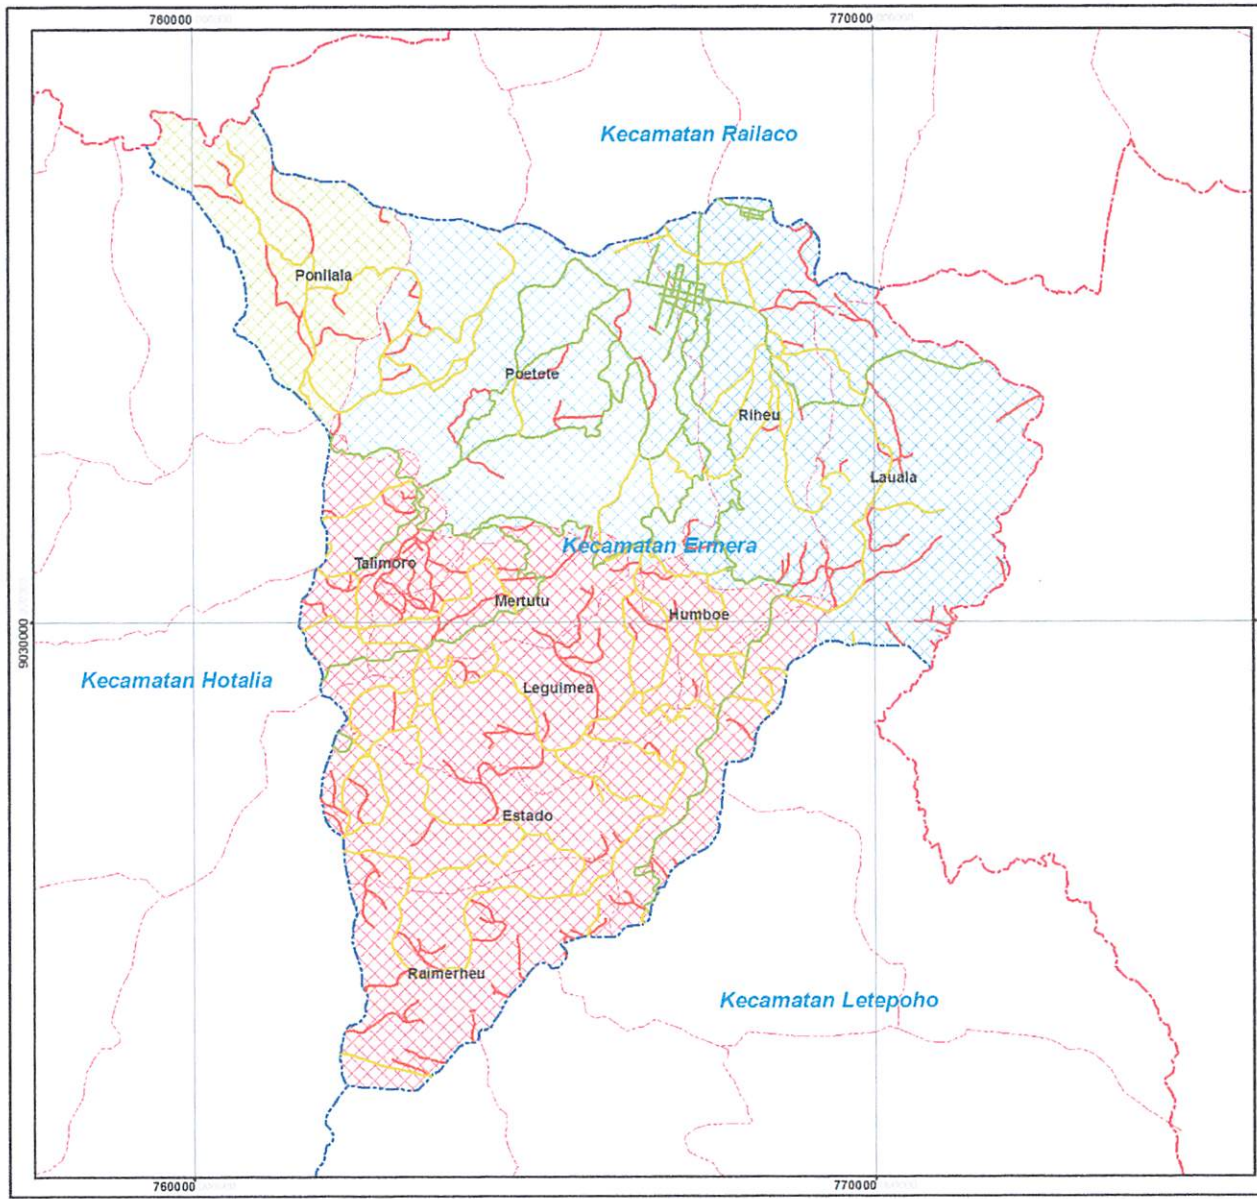 760000
770000
Kecamatan Railaco
Ponilala
Poetete
Riheu
Lauala
Kecamatan Ermera
Talimoro
Mertutu
Humboe
9030000
Kecamatan Hotalia
Leguimea
Estado
Raimerheu
Kecamatan Letepoho
760000
770000